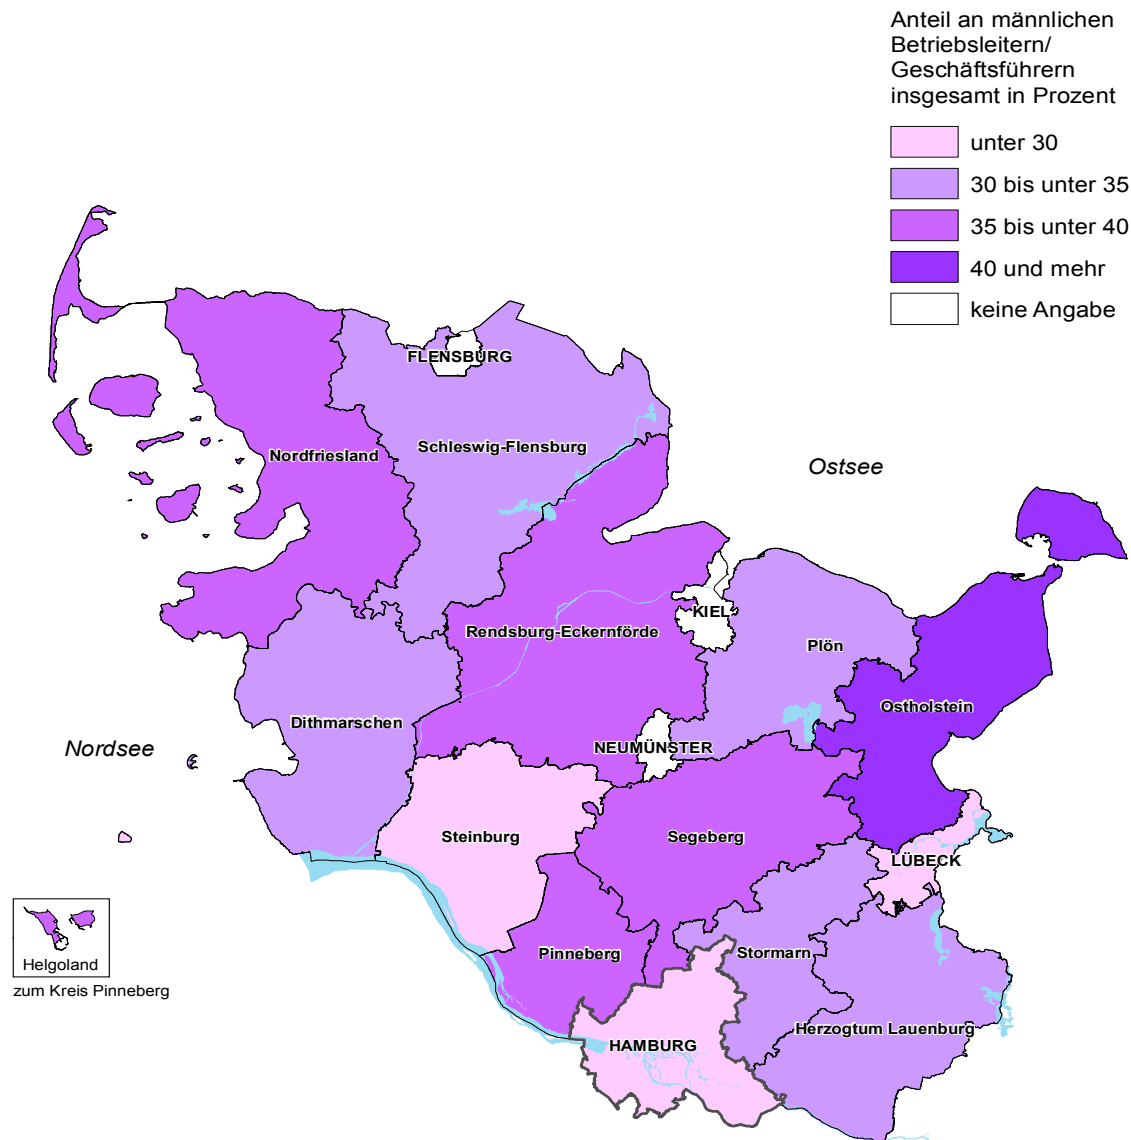 Anteil an männlichen
Betriebsleitern/
Geschäftsführern
insgesamt in Prozent
unter 30
30 bis unter 35
35 bis unter 40
40 und mehr
keine Angabe
FLENSBURG
Schleswig-Flensburg
Nordfriesland
Ostsee
KIEL
Rendsburg-Eckernförde
Plön
Ostholstein
Dithmarschen
Nordsee
NEUMÜNSTER
Steinburg
Segeberg
LÜBECK
Pinneberg
Stormarn
Helgoland
zum Kreis Pinneberg
Herzogtum Lauenburg
HAMBURG